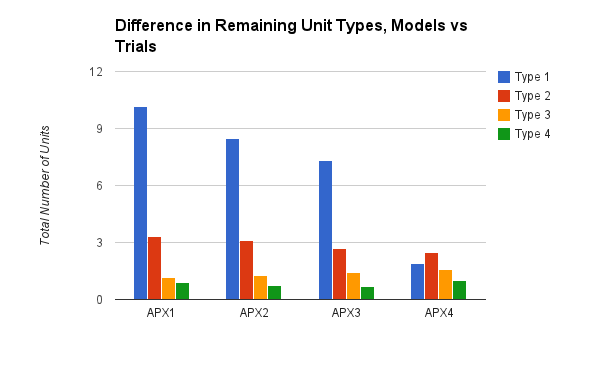 Difference in Remaining Unit Types, Models vs
Trials
12
9
6
3
0
Total Number of Units
APX1
APX2
APX3
APX4
Type 1
Type 2
Type 3
Type 4